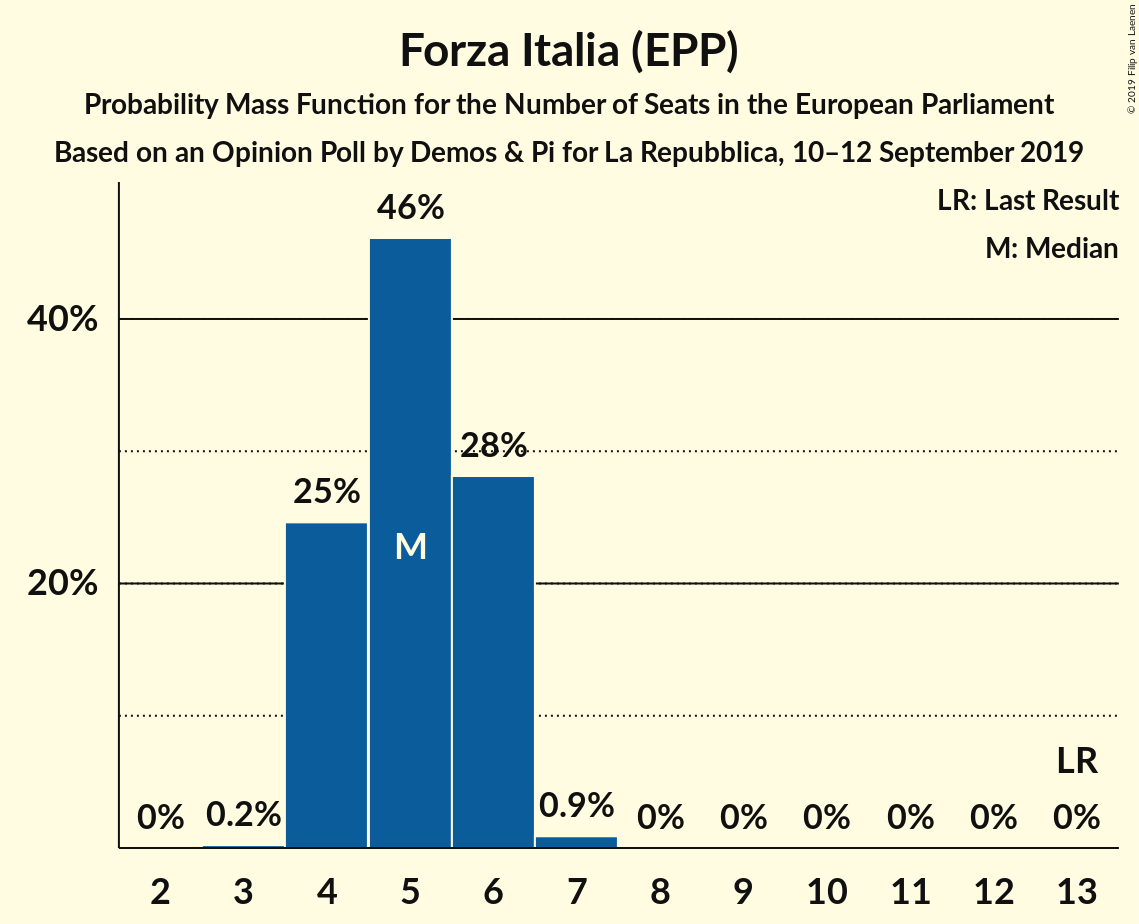 Forza Italia (EPP)
Probability Mass Function for the Number of Seats in the European Parliament
Based on an Opinion Poll by Demos & Pi for La Repubblica, 10–12 September 2019
© 2019 Filip van Laenen
LR: Last Result
M: Median
46%
40%
28%
25%
M
20%
LR
0% 0.2% 0.9% 0% 0% 0% 0% 0% 0%
2 3 4 5 6 7 8 9 10 11 12 13